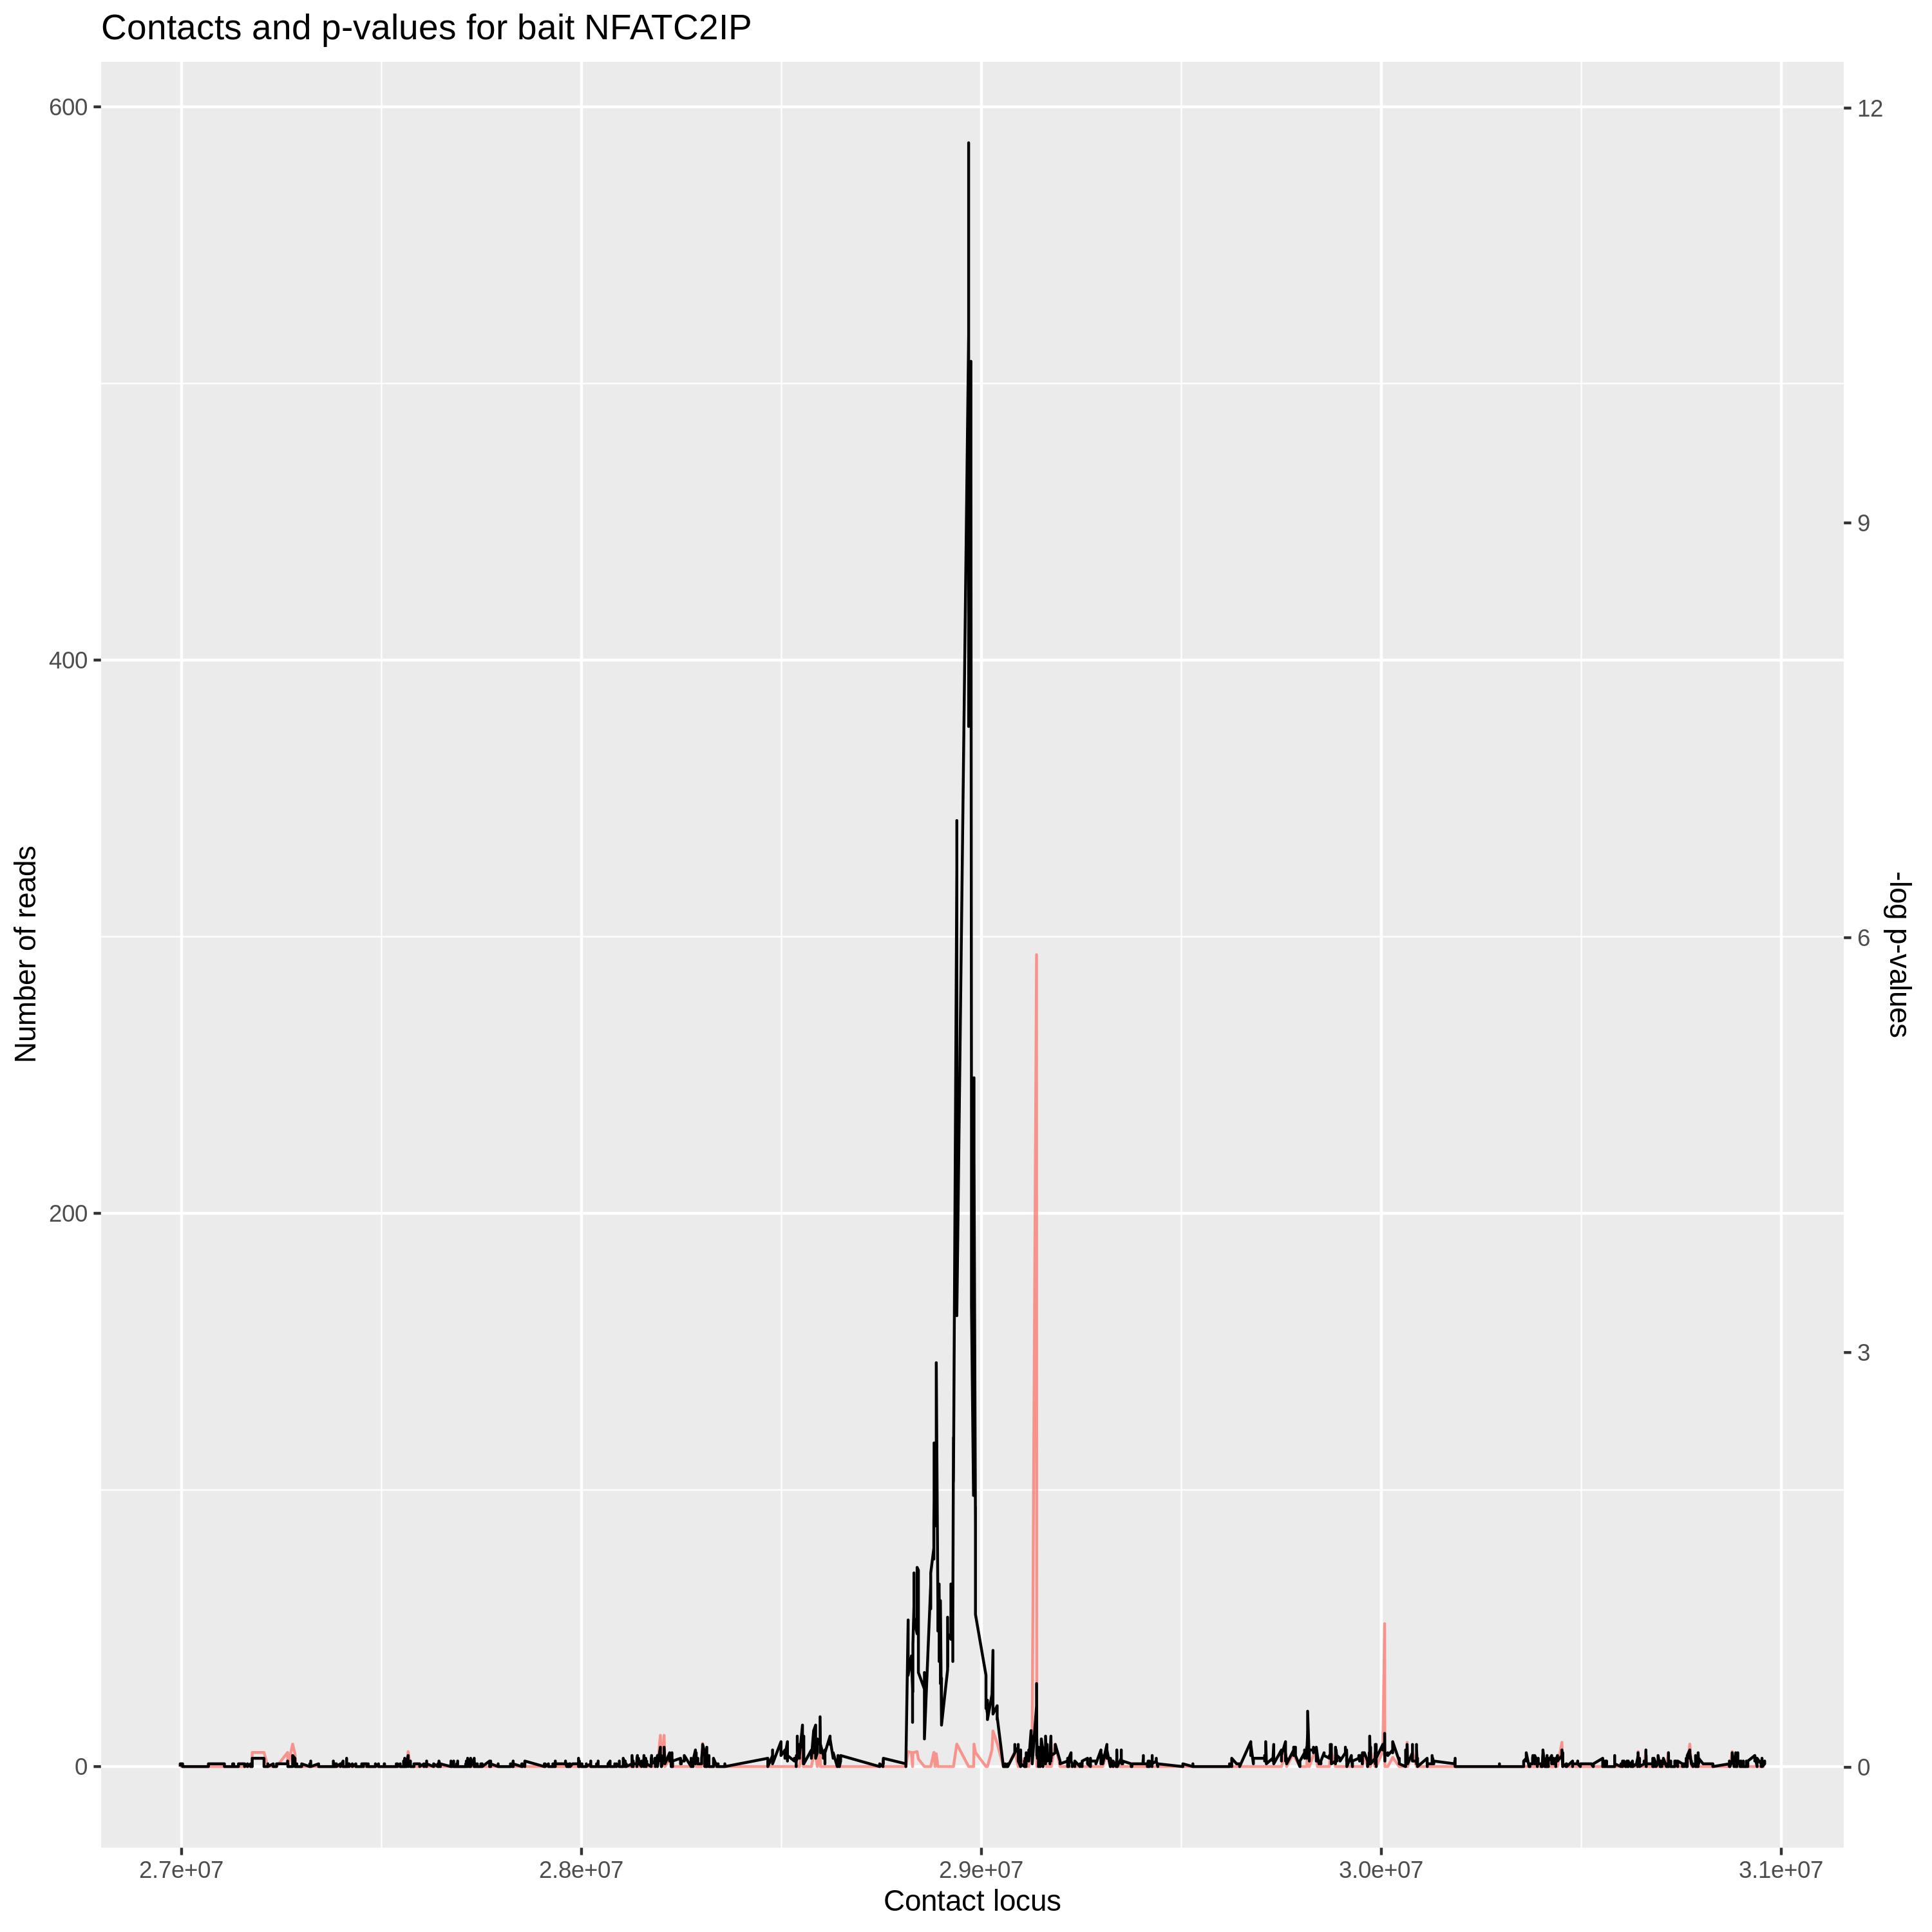 Contacts and p-values for bait NFATC2IP
600
400
200
0
Number of reads
12
9
6
3
0
-log p-values
2.7e+07
2.8e+07
2.9e+07
3.0e+07
3.1e+07
Contact locus